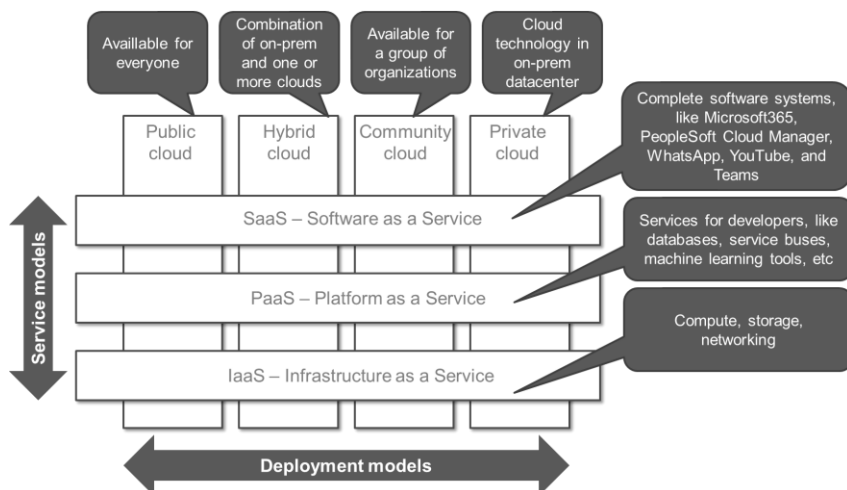 Availlable for
everyone
Combination
of on-prem
and one or
more clouds
Available for
a group of
organizations
Cloud
technology in
on-prem
datacenter
Public
cloud
Hybrid
cloud
Community
cloud
Private
cloud
Complete software systems,
like Microsoft365,
PeopleSoft Cloud Manager,
WhatsApp, YouTube, and
Teams
SaaS – Software as a Service
Services for developers, like
databases, service buses,
machine learning tools, etc
PaaS – Platform as a Service
Compute, storage,
networking
IaaS – Infrastructure as a Service
Service models
Deployment models